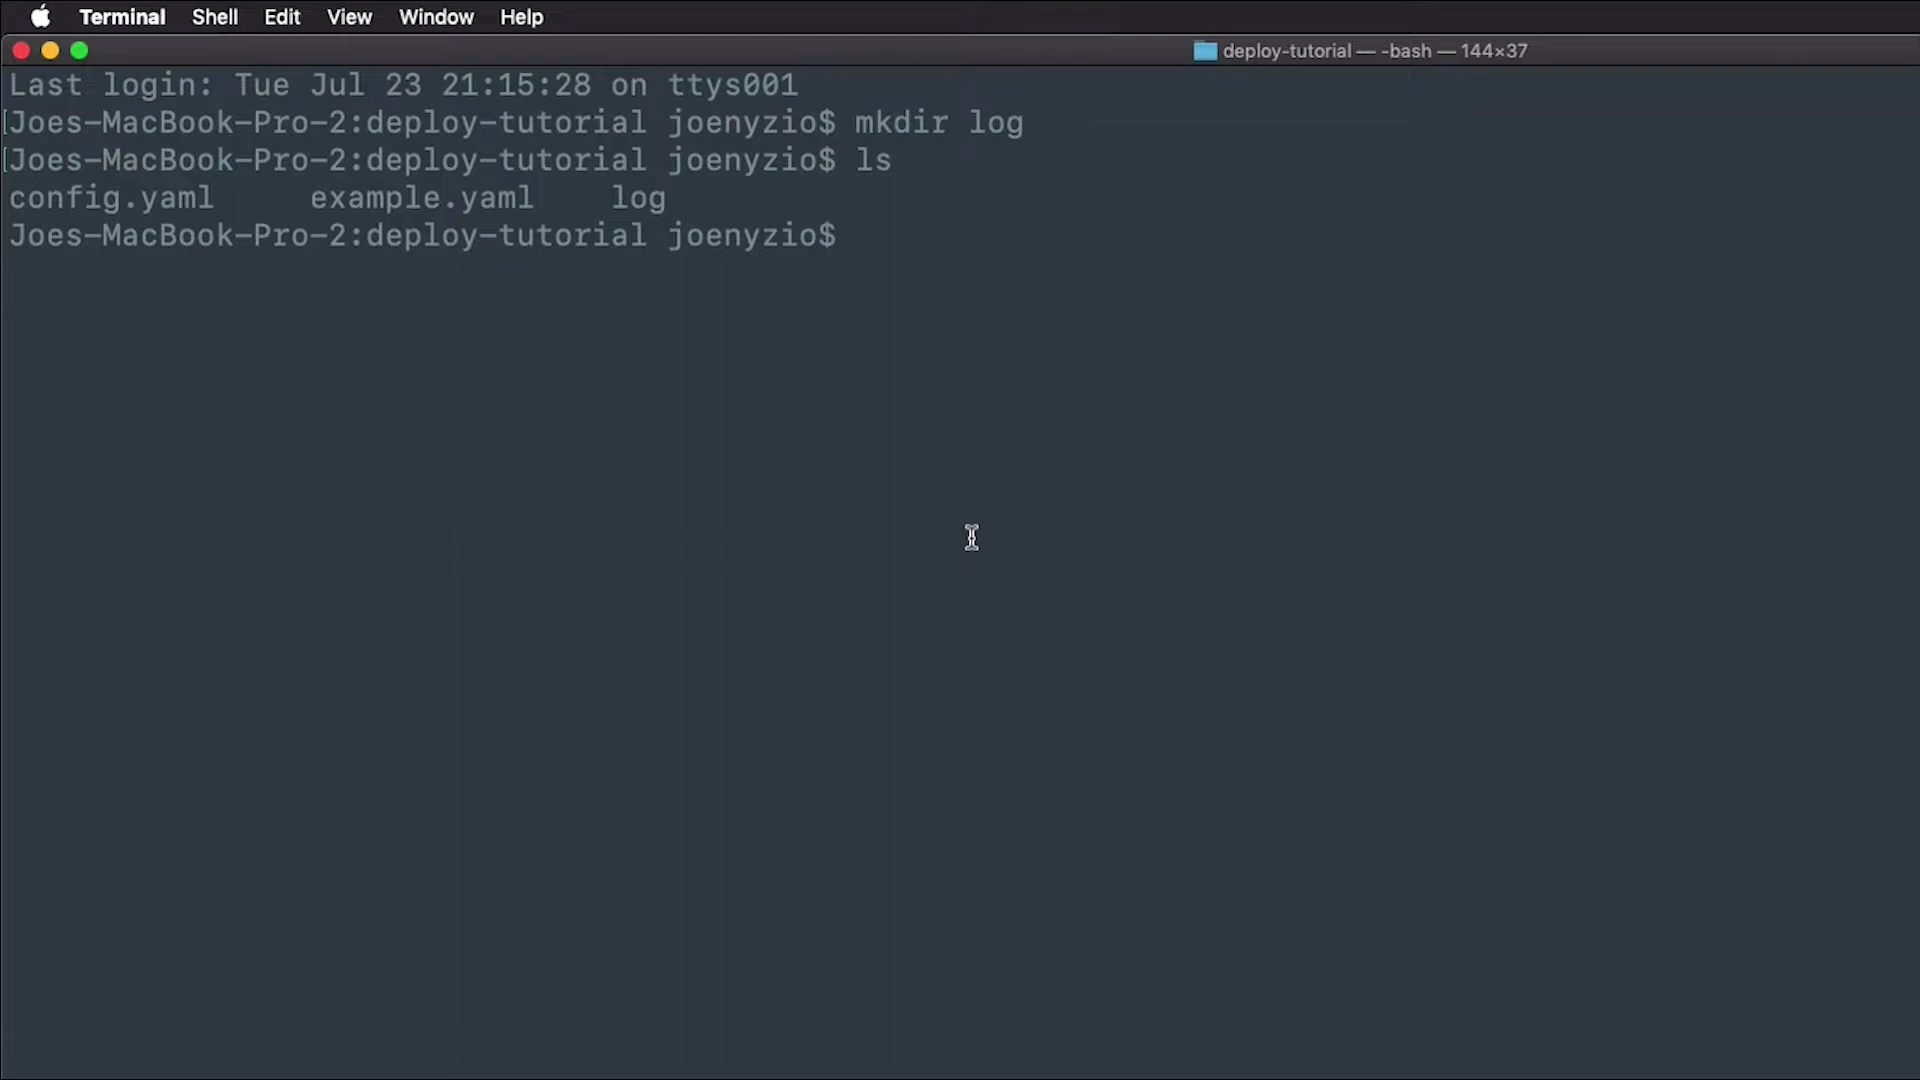 Terminal Shell Edit View Window Help
deploy-tutorial — -bash — 144×37
Last login: Tue Jul 23 21:15:28 on ttys001
[Joes-MacBook-Pro-2:deploy-tutorial joenyzio$ mkdir log
[Joes-MacBook-Pro-2:deploy-tutorial joenyzio$ ls
config.yaml example.yaml log
Joes-MacBook-Pro-2:deploy-tutorial joenyzio$